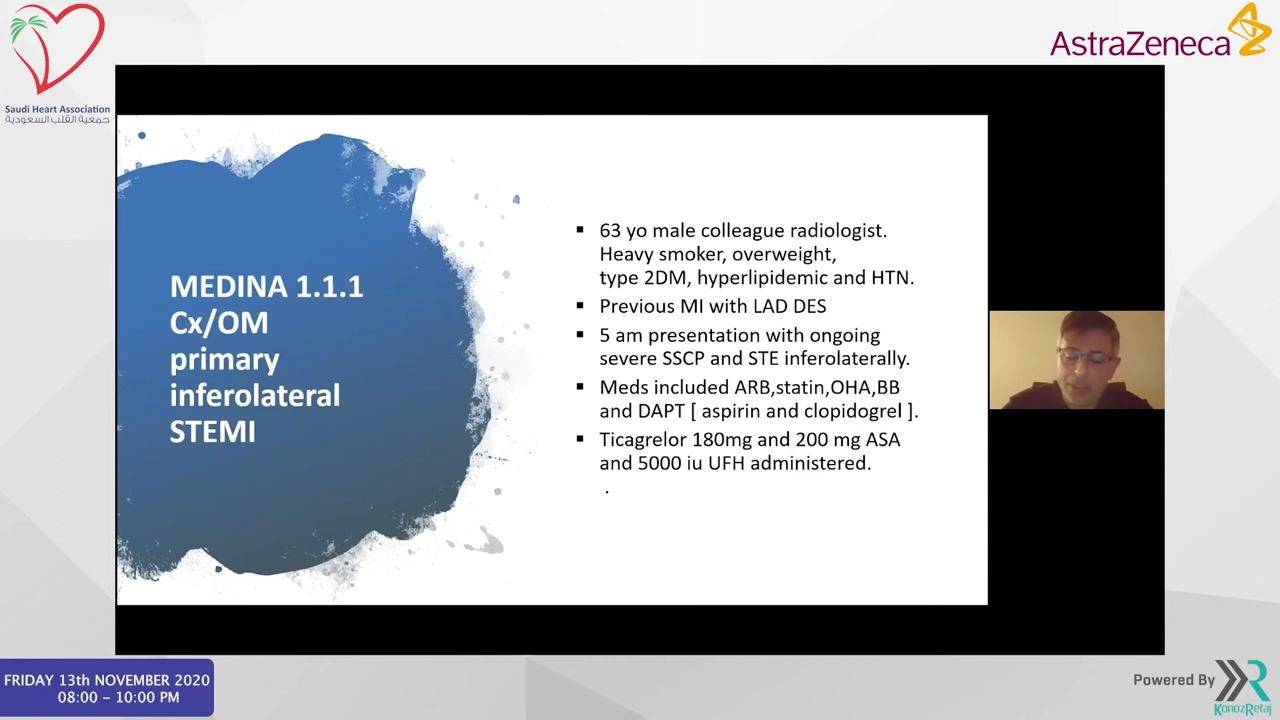 Saudi Heart Association
جمعية القلب السعودية
AstraZeneca
MEDINA 1.1.1
Cx/OM
primary
inferolateral
STEMI
▪ 63 yo male colleague radiologist.
Heavy smoker, overweight,
type 2DM, hyperlipidemic and HTN.
▪ Previous MI with LAD DES
▪ 5 am presentation with ongoing
severe SSCP and STE inferolaterally.
▪ Meds included ARB,statin,OHA,BB
and DAPT [ aspirin and clopidogrel ].
▪ Ticagrelor 180mg and 200 mg ASA
and 5000 iu UFH administered.
.
FRIDAY 13th NOVEMBER 2020
08:00 – 10:00 PM
Powered By
KonozRetaj